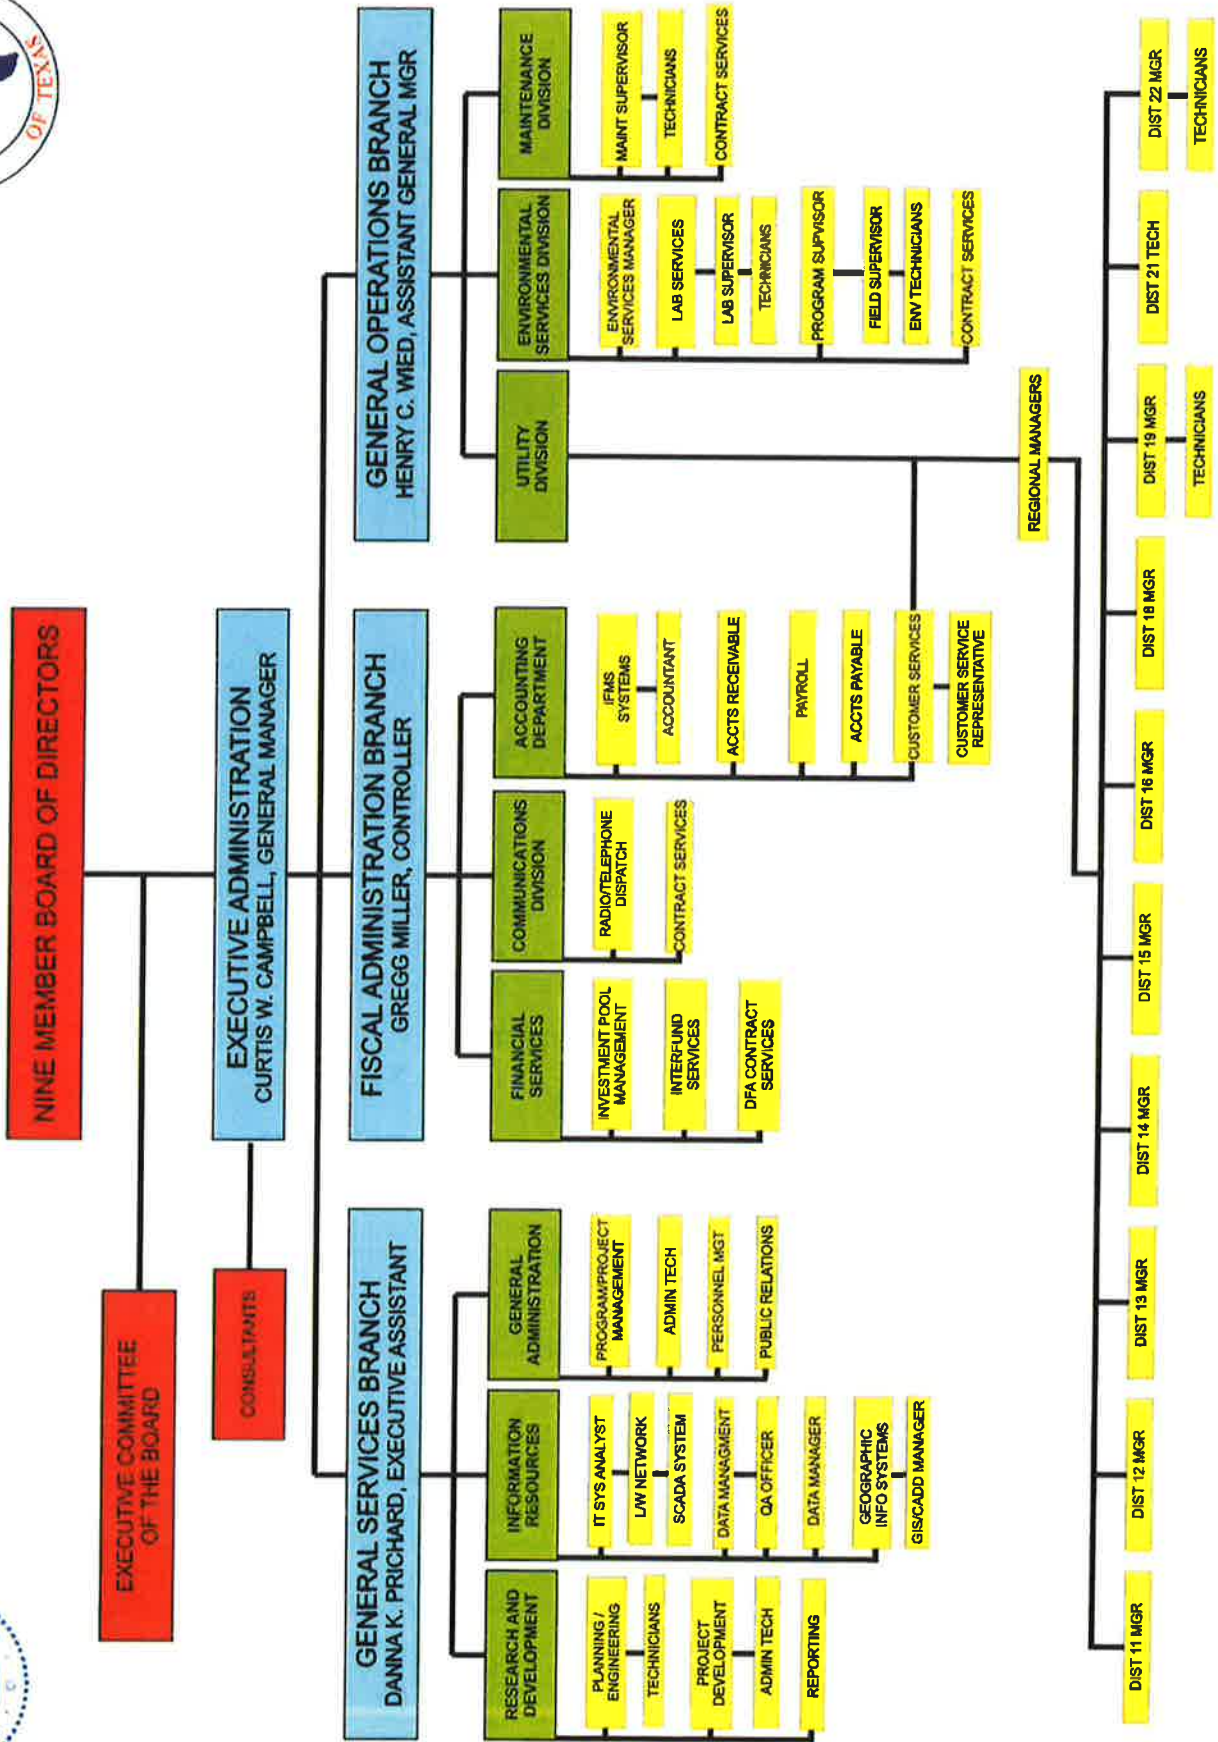 OF TEXAS
NINE MEMBER BOARD OF DIRECTORS
EXECUTIVE COMMITTEE
OF THE BOARD
CONSULTANTS
EXECUTIVE ADMINISTRATION
CURTIS W. CAMPBELL, GENERAL MANAGER
GENERAL SERVICES BRANCH
DANNA K. PRICHARD, EXECUTIVE ASSISTANT
FISCAL ADMINISTRATION BRANCH
GREGG MILLER, CONTROLLER
GENERAL OPERATIONS BRANCH
HENRY C. WIED, ASSISTANT GENERAL MGR
RESEARCH AND
DEVELOPMENT
PLANNING /
ENGINEERING
TECHNICIANS
PROJECT
DEVELOPMENT
ADMIN TECH
REPORTING
INFORMATION
RESOURCES
IT SYS ANALYST
L/W NETWORK
SCADA SYSTEM
DATA MANAGMENT
QA OFFICER
DATA MANAGER
GEOGRAPHIC
INFO SYSTEMS
GIS/CADD MANAGER
GENERAL
ADMINISTRATION
PROGRAM/PROJECT
MANAGEMENT
ADMIN TECH
PERSONNEL MGT
PUBLIC RELATIONS
FINANCIAL
SERVICES
INVESTMENT POOL
MANAGEMENT
INTERFUND
SERVICES
DFA CONTRACT
SERVICES
COMMUNICATIONS
DIVISION
RADIO/TELEPHONE
DISPATCH
CONTRACT SERVICES
ACCOUNTING
DEPARTMENT
IFMS
SYSTEMS
ACCOUNTANT
ACCTS RECEIVABLE
PAYROLL
ACCTS PAYABLE
CUSTOMER SERVICES
CUSTOMER SERVICE
REPRESENTATIVE
UTILITY
DIVISION
ENVIRONMENTAL
SERVICES DIVISION
ENVIRONMENTAL
SERVICES MANAGER
LAB SERVICES
LAB SUPERVISOR
TECHNICIANS
PROGRAM SUPVISOR
FIELD SUPERVISOR
ENV TECHNICIANS
CONTRACT SERVICES
MAINTENANCE
DIVISION
MAINT SUPERVISOR
TECHNICIANS
CONTRACT SERVICES
REGIONAL MANAGERS
DIST 11 MGR
DIST 12 MGR
DIST 13 MGR
DIST 14 MGR
DIST 15 MGR
DIST 16 MGR
DIST 18 MGR
DIST 19 MGR
TECHNICIANS
DIST 21 TECH
DIST 22 MGR
TECHNICIANS